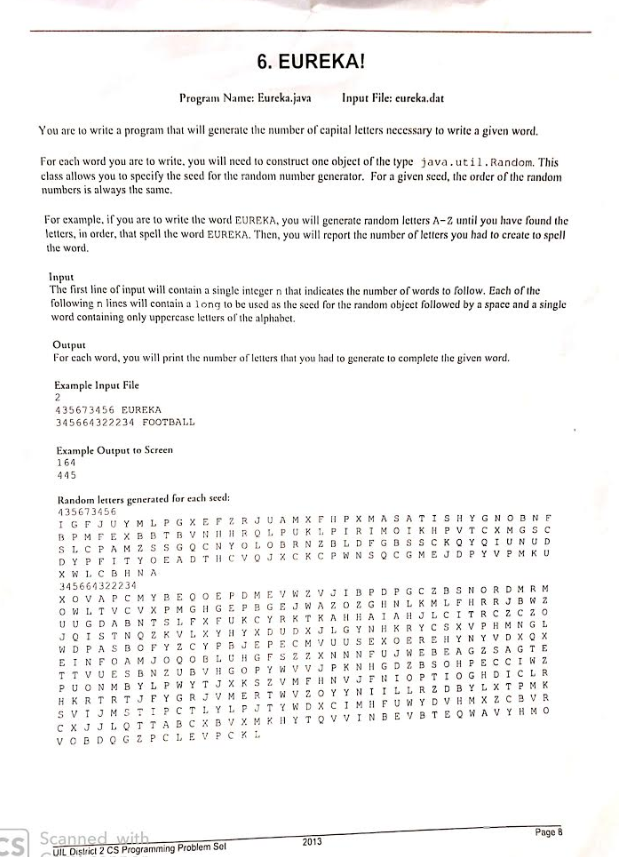 6. EUREKA!
Program Name: Eureka.java Input File: eureka.dat
You are to write a program that will generate the number of capital letters necessary to write a given word.
For each word you are to write, you will need to construct one object of the type java.util.Random. This
class allows you to specify the seed for the random number generator. For a given seed, the order of the random
numbers is always the same.
For example, if you are to write the word EUREKA, you will generate random letters A-Z until you have found the
letters, in order, that spell the word EUREKA. Then, you will report the number of letters you had to create to spell
the word.
Input
The first line of input will contain a single integer n that indicates the number of words to follow. Each of the
following n lines will contain a long to be used as the seed for the random object followed by a space and a single
word containing only uppercase letters of the alphabet.
Output
For each word, you will print the number of letters that you had to generate to complete the given word.
Example Input File
2
435673456 EUREKA
345664322234 FOOTBALL
Example Output to Screen
164
445
Random letters generated for each seed:
435673456
I G F J U Y M L P G X E F Z R J U A M X F H P X M A S A T I S H Y G N O B N F
B P M F E X B B T B V N H H R Q L P U K L P I R I M O I K H P V T C X M G S C
S L C P A M Z S S G Q C N Y O L O B R N Z B L D F G B S S C K Q Y Q I U N U D
D Y P F I T Y O E A D T H C V Q J X C K C P W N S Q C G M E J D P Y V P M K U
X W L C B H N A
345664322234
X O V A P C M Y B E Q O E P D M E V W Z V J I B P D P G C Z B S N O R D M R M
O W L T V C V X P M G H G E P B G E J W A Z O Z G H N L K M L F H R R J B W Z
U U G D A B N T S L F X F U K C Y R K T K A H H A I A H J L C I T R C Z C Z O
J Q I S T N Q Z K V L X Y H Y X D U D X J L G Y N H K R Y C S X V P H M N G L
W D P A S B O F Y Z C Y P B J E P E C M V U U S E X O E R E H Y N Y V D X Q X
E I N F O A M J O Q O B L U H G F S Z Z X N N N F U J W E B E A G Z S A G T E
T T V U E S B N Z U B V H G O P Y W V V J P K N H G D Z B S O H P E C C I W Z
P U O N M B Y L P W Y T J X K S Z V M F H N V J F N I O P T I O G H D I C L R
H K R T R T J F Y G R J V M E R T W V Z O Y Y N I I L L R Z D B Y L X T P M K
S V I J M S T I P C T L Y L P J T Y W D X C I M H F U W Y D V H M X Z C B V R
C X J J L Q T T A B C X B V X M K H Y T Q V V I N B E V B T E Q W A V Y H M O
V O B D Q G Z P C L E V P C K L
Page 8
CS Scanned with
UIL District 2 CS Programming Problem Set 2013